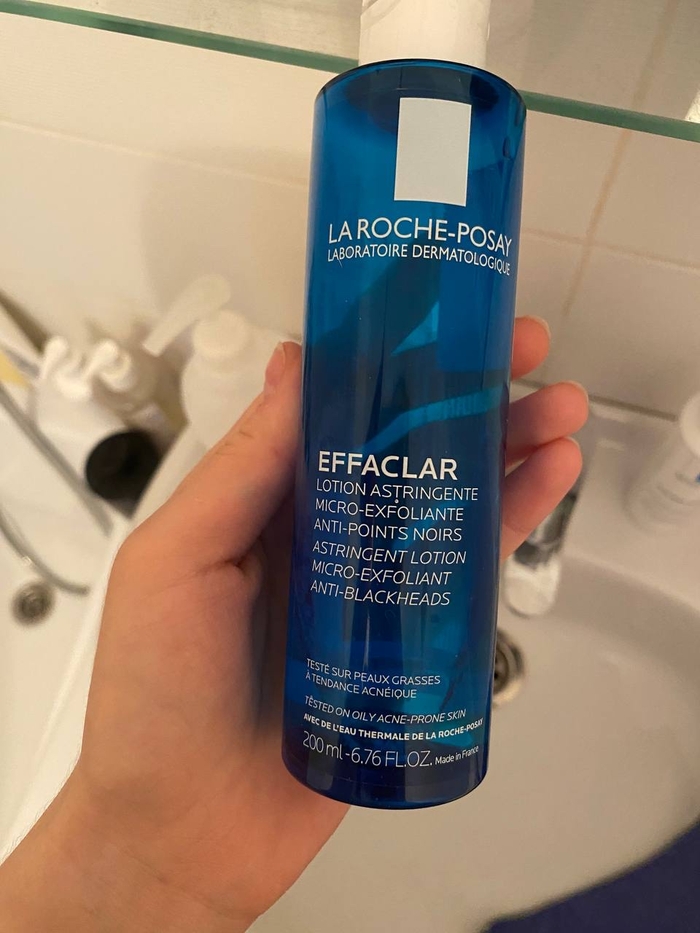 LA ROCHE-POSAY
LABORATOIRE DERMATOLOGIQUE
EFFACLAR
LOTION ASTRINGENTE
MICRO-EXFOLIANTE
ANTI-POINTS NOIRS
ASTRINGENT LOTION
MICRO-EXFOLIANT
ANTI-BLACKHEADS
TESTÉ SUR PEAUX GRASSES
À TENDANCE ACNÉIQUE
TESTED ON OILY ACNE-PRONE SKIN
AVEC DE L'EAU THERMALE DE LA ROCHE-POSAY
200 ml - 6.76 FL.OZ. Made in France